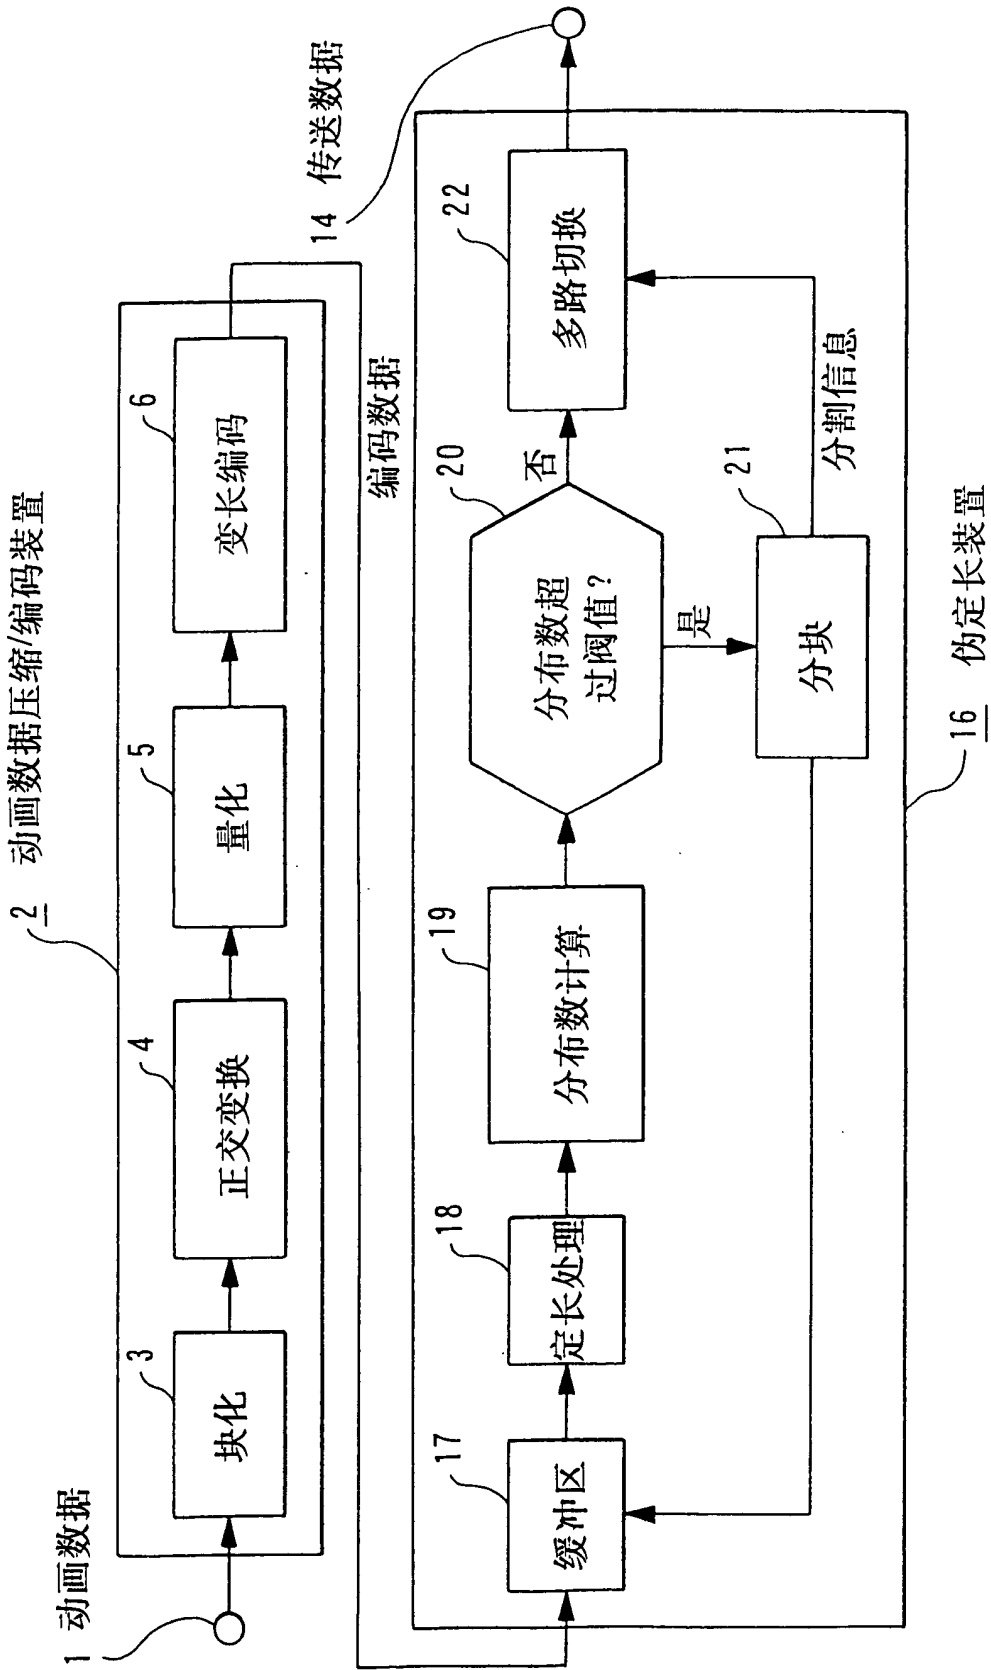 2 动画数据压缩/编码装置
1 动画数据
3
块化
4
正交变换
5
量化
6
变长编码
编码数据
14 传送数据
17
缓冲区
18
定长处理
19
分布数计算
20
分布数超
过阀值?
否
是
21
分块
分割信息
22
多路切换
16 伪定长装置